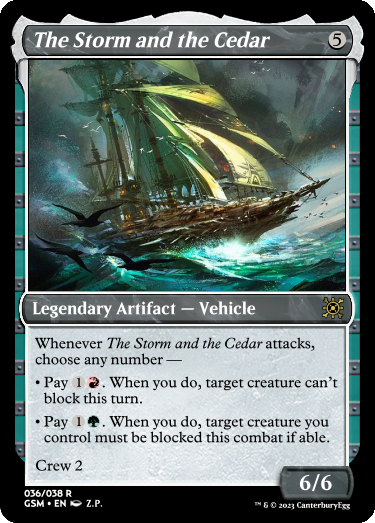 The Storm and the Cedar 5
Legendary Artifact — Vehicle
Whenever The Storm and the Cedar attacks,
choose any number —
• Pay 1 R. When you do, target creature can't
block this turn.
• Pay 1 G. When you do, target creature you
control must be blocked this combat if able.
Crew 2
6/6
036/038 R
GSM • EN Z.P.
™ & © 2023 CanterburyEgg